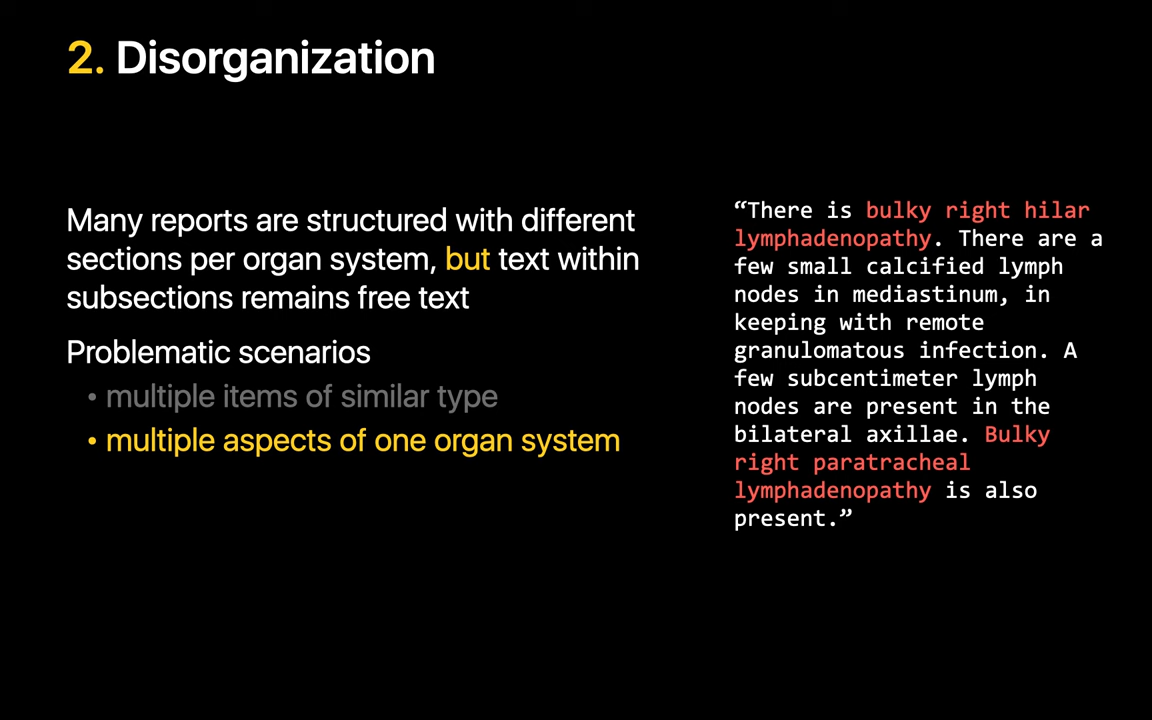 2. Disorganization
Many reports are structured with different
sections per organ system, but text within
subsections remains free text
Problematic scenarios
• multiple items of similar type
• multiple aspects of one organ system
“There is bulky right hilar
lymphadenopathy. There are a
few small calcified lymph
nodes in mediastinum, in
keeping with remote
granulomatous infection. A
few subcentimeter lymph
nodes are present in the
bilateral axillae. Bulky
right paratracheal
lymphadenopathy is also
present.”